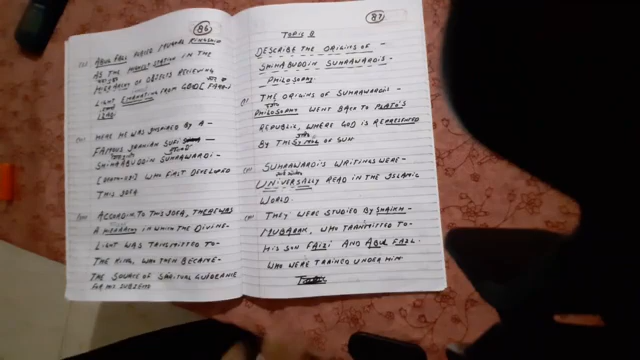 86
(i) ABUL FAZL PLACED MUGHAL KINGSHIP
AS THE HIGHEST STATION IN THE
HIERARCHY OF OBJECTS RECEIVING
LIGHT EMANATING FROM GOD (FARR-I
IZADI).
HERE HE WAS INSPIRED BY A -
FAMOUS IRANIAN SUFI
SHIHABUDDIN SUHRAWARDI -
WHO FIRST DEVELOPED
THIS IDEA
(iii) ACCORDIN TO THIS IDEA, THERE WAS
A HIERARCHY IN WHICH THE DIVINE-
LIGHT WAS TRANSMITTED TO-
THE KING, WHO THEN BECAME-
THE SOURCE OF SPIRITUAL GUIDANCE
FOR HIS SUBJECTS
87
TOPIC 8
DESCRIBE THE ORIGINS OF -
SHIHABUDDIN SUHRAWARDI'S-
PHILOSOPHY.
(i) THE ORIGINS OF SUHRAWARDI'S-
PHILOSOPHY WENT BACK TO PLATO'S
REPUBLIC, WHERE GOD IS REPRESENTED
BY THE SYMBOL OF SUN
(ii) SUHRAWARDI'S WRITINGS WERE-
UNIVERSALLY READ IN THE ISLAMIC
WORLD.
(iii) THEY WERE STUDIED BY SHAIKH-
MUBARAK, WHO TRANSMITTED TO-
HIS SON FAIZI AND ABUL FAZL.
WHO WERE TRAINED UNDER HIM